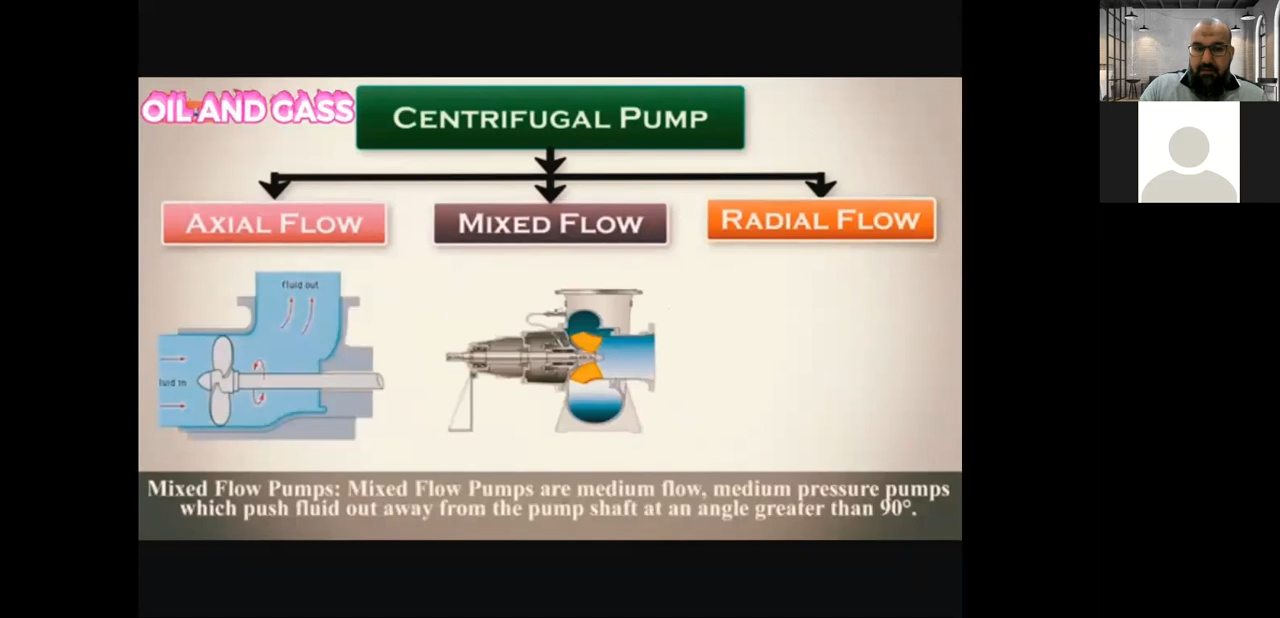 OIL AND GASS
CENTRIFUGAL PUMP
AXIAL FLOW
MIXED FLOW
RADIAL FLOW
fluid out
fluid in
Mixed Flow Pumps: Mixed Flow Pumps are medium flow, medium pressure pumps
which push fluid out away from the pump shaft at an angle greater than 90°.